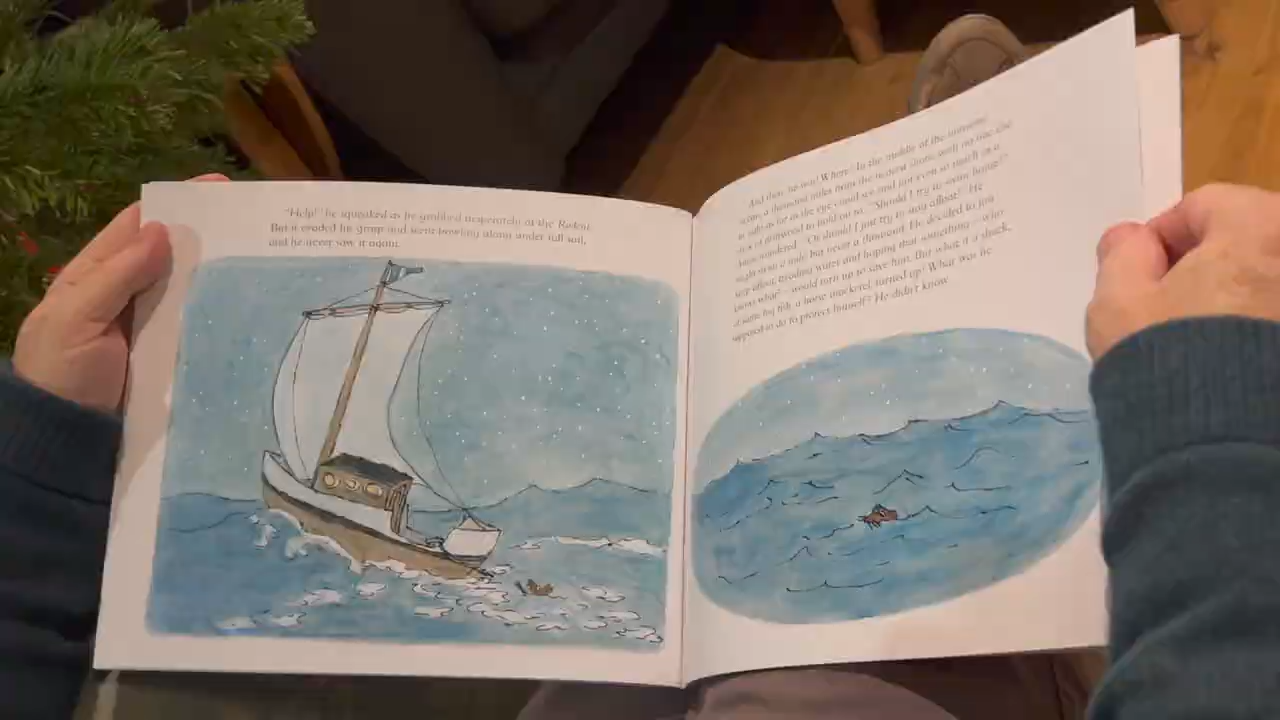 "Help!" he squeaked as he grabbed desperately at the Rodent.
But it evaded his grasp and went bowling along under full sail,
and he never saw it again.
And there he was! Where? In the middle of the immense
ocean, a thousand miles from the nearest shore, with no one else
in sight as far as the eye could see and not even so much as a
stick of driftwood to hold on to. "Should I try to swim home?"
Amos wondered. "Or should I just try to stay afloat?" He
might swim a mile, but never a thousand. He decided to just
keep afloat, treading water and hoping that something—who
knows what?—would turn up to save him. But what if a shark,
or some big fish, a horse mackerel, turned up? What was he
supposed to do to protect himself? He didn't know.